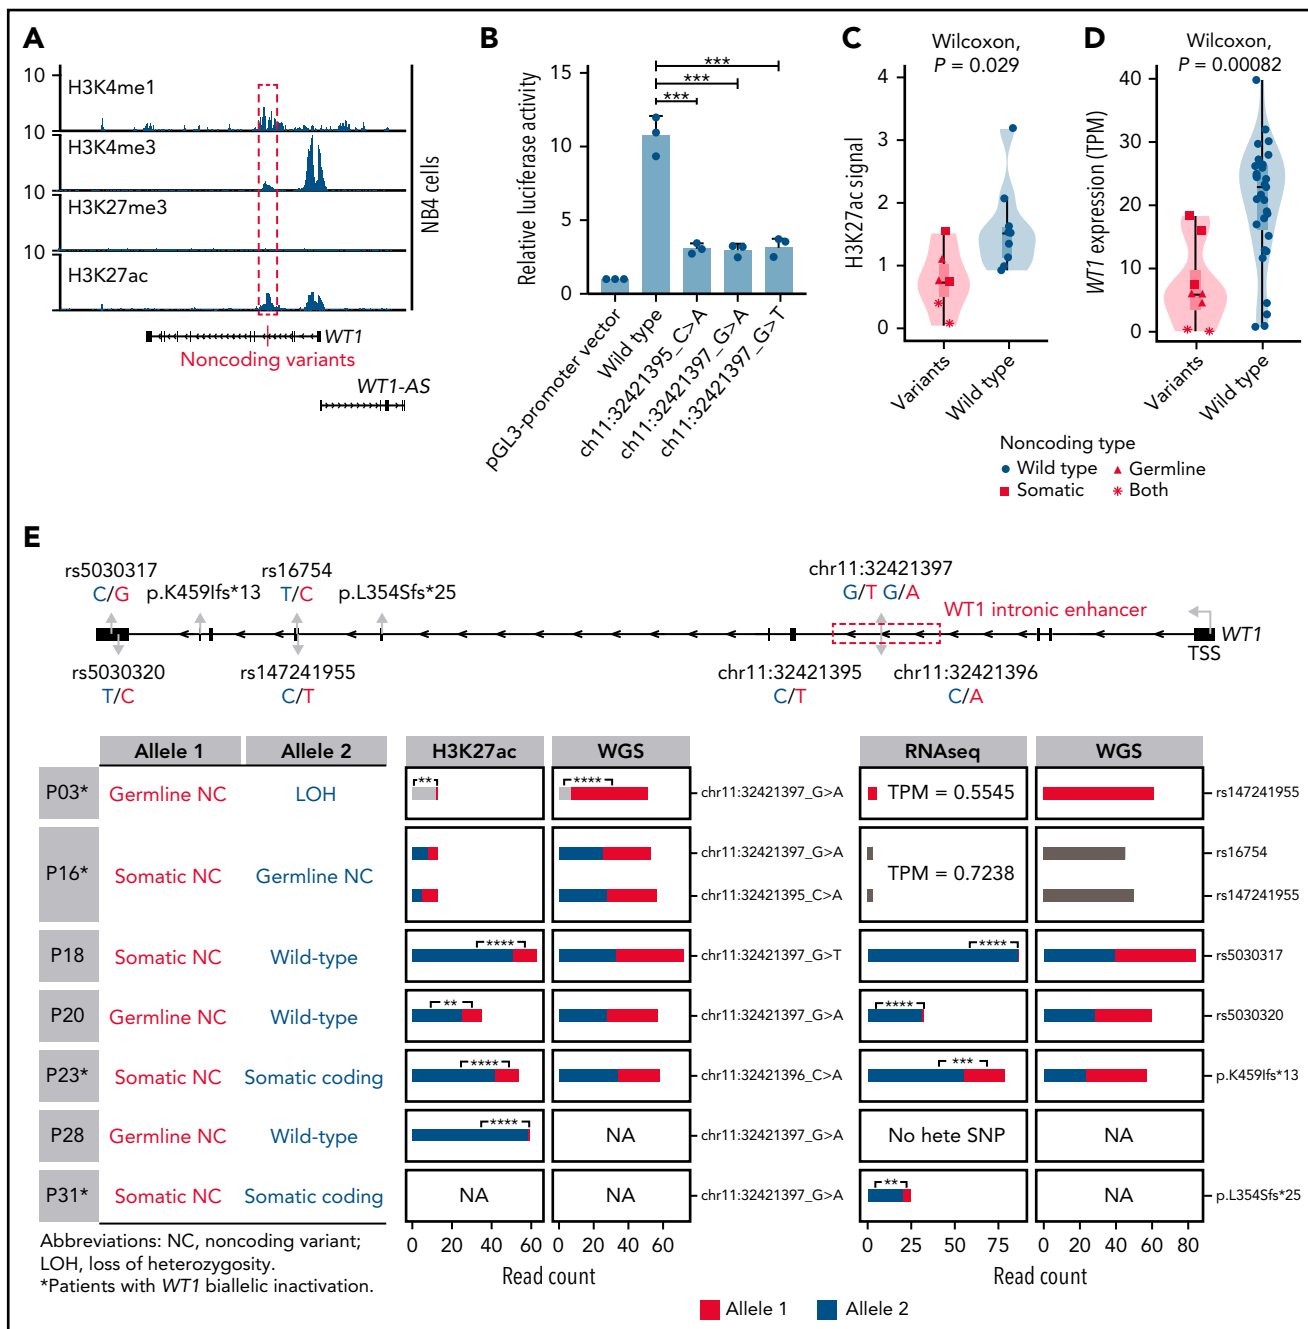 A
10
H3K4me1
10
H3K4me3
10
H3K27me3
10
H3K27ac
NB4 cells
WT1
Noncoding variants
WT1-AS
B
Relative luciferase activity
15
10
5
0
***
***
***
pGL3-promoter vector
Wild type
ch11:32421395_C>A
ch11:32421397_G>A
ch11:32421397_G>T
C
Wilcoxon,
P = 0.029
H3K27ac signal
4
3
2
1
0
Variants
Wild type
D
Wilcoxon,
P = 0.00082
WT1 expression (TPM)
40
30
20
10
0
Variants
Wild type
Noncoding type
Wild type
Germline
Somatic
Both
E
rs5030317
C/G
p.K459Ifs*13
rs16754
T/C
p.L354Sfs*25
chr11:32421397
G/T G/A
WT1 intronic enhancer
WT1
TSS
rs5030320
T/C
rs147241955
C/T
chr11:32421395
C/T
chr11:32421396
C/A
Allele 1
Allele 2
H3K27ac
WGS
RNAseq
WGS
P03*
Germline NC
LOH
**
****
chr11:32421397_G>A
TPM = 0.5545
rs147241955
P16*
Somatic NC
Germline NC
chr11:32421397_G>A
chr11:32421395_C>A
TPM = 0.7238
rs16754
rs147241955
P18
Somatic NC
Wild-type
****
chr11:32421397_G>T
****
rs5030317
P20
Germline NC
Wild-type
**
chr11:32421397_G>A
****
rs5030320
P23*
Somatic NC
Somatic coding
****
chr11:32421396_C>A
***
p.K459Ifs*13
P28
Germline NC
Wild-type
****
NA
chr11:32421397_G>A
No hete SNP
NA
P31*
Somatic NC
Somatic coding
NA
NA
chr11:32421397_G>A
**
NA
p.L354Sfs*25
0 20 40 60
0 20 40 60
0 25 50 75
0 20 40 60 80
Read count
Read count
Abbreviations: NC, noncoding variant;
LOH, loss of heterozygosity.
*Patients with WT1 biallelic inactivation.
Allele 1
Allele 2